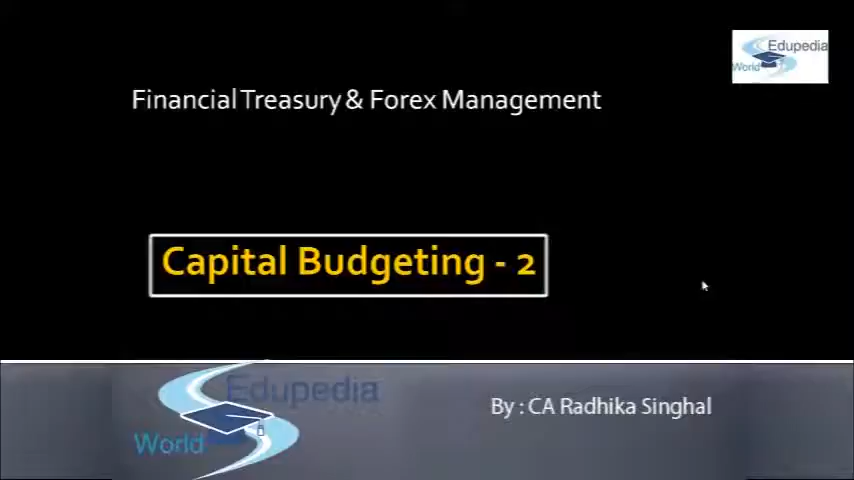 Edupedia
World
Financial Treasury & Forex Management
Capital Budgeting - 2
Edupedia
World
By : CA Radhika Singhal